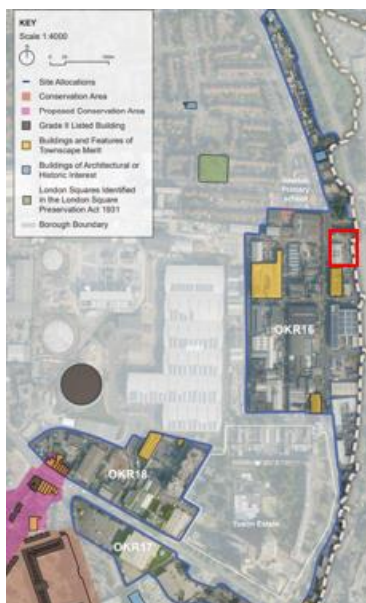 KEY
Scale 1:4000
Site Allocations
Conservation Area
Proposed Conservation Area
Grade II Listed Building
Buildings and Features of
Townscape Merit
Buildings of Architectural or
Historic Interest
London Squares Identified
in the London Square
Preservation Act 1931
Borough Boundary
Primary
school
OKR16
OKR18
OKR17
Tustin Estate